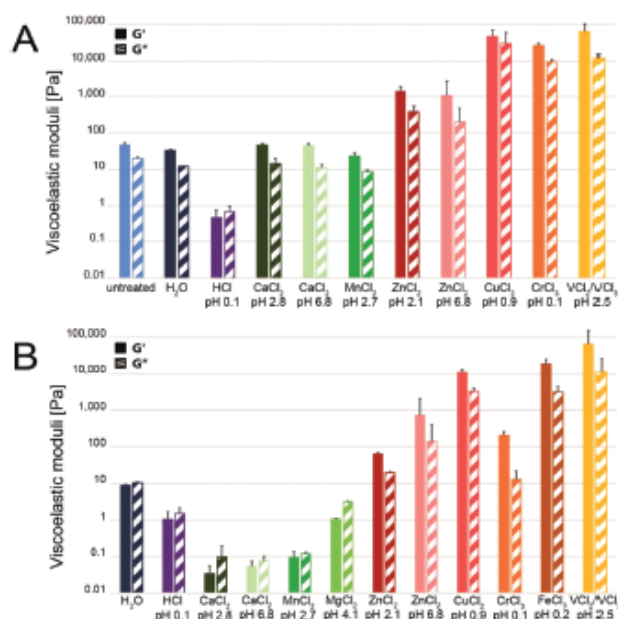 A
G'
G"
Viscoelastic moduli [Pa]
100,000
10,000
1,000
100
10
1
0.1
0.01
untreated H₂O HCl CaCl₂ CaCl₂ MnCl₂ ZnCl₂ ZnCl₂ CuCl₂ CrCl₃ VCl₂/VCl₃
pH 0.1 pH 2.8 pH 6.8 pH 2.7 pH 2.1 pH 6.8 pH 0.9 pH 0.1 pH 2.5
B
G'
G"
Viscoelastic moduli [Pa]
100,000
10,000
1,000
100
10
1
0.1
0.01
H₂O HCl CaCl₂ CaCl₂ MnCl₂ MgCl₂ ZnCl₂ ZnCl₂ CuCl₂ CrCl₃ FeCl₃
pH 0.1 pH 2.8 pH 6.8 pH 2.7 pH 4.1 pH 2.1 pH 6.8 pH 0.9 pH 0.1 pH 0.2 pH 2.5